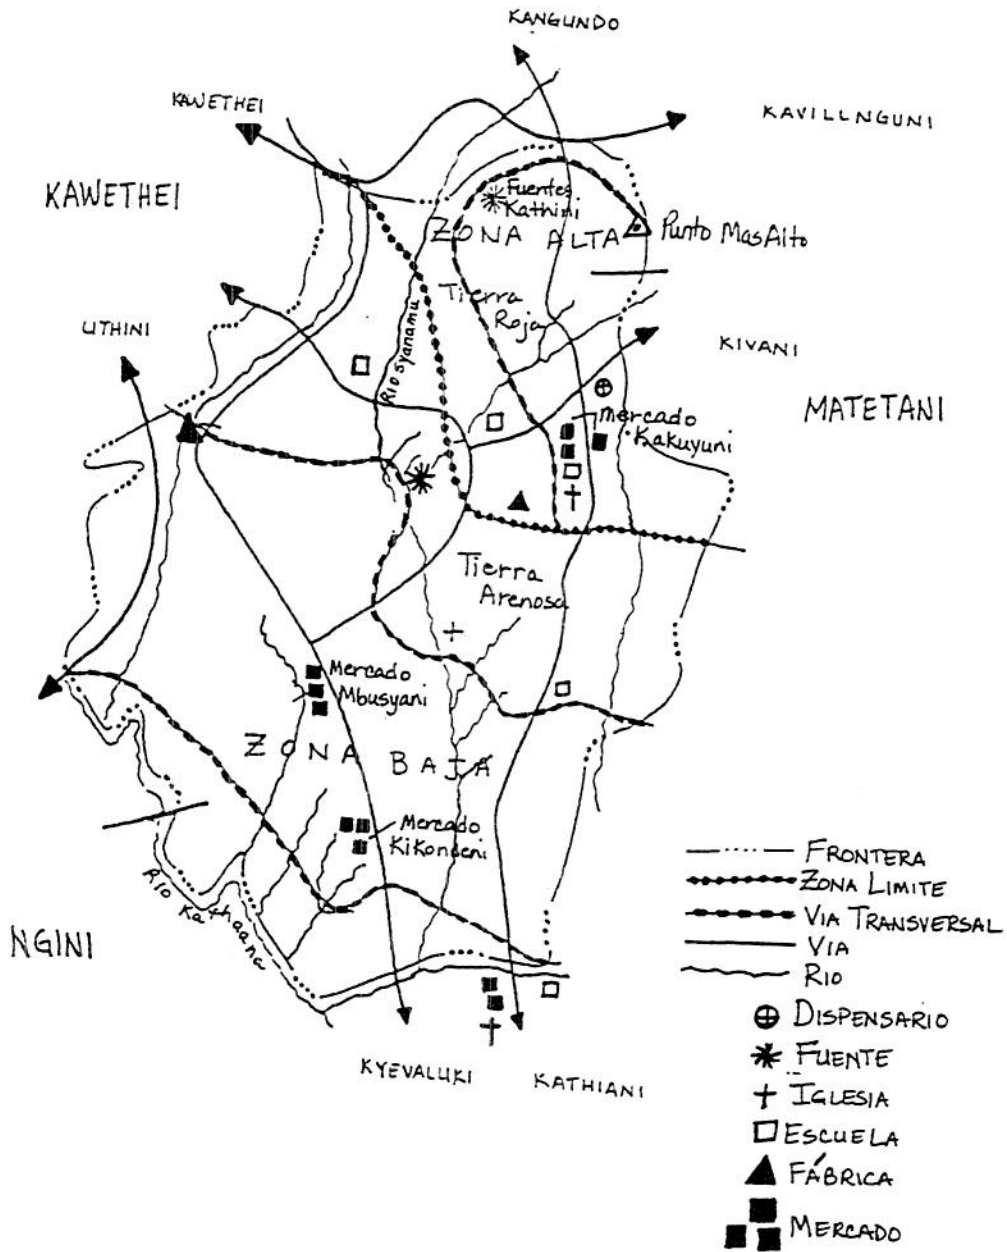 KANGUNDO
KAWETHEI
KAVILLNGUNI
KAWETHEI
Fuentes
Kathini
ZONA ALTA
Punto Mas Alto
Tierra
Roja
UTHINI
Rio Syanamu
KIVANI
MATETANI
Mercado
Kakuyuni
Tierra
Arenosa
Mercado
Mbusyani
ZONA BAJA
Mercado
Kikondeni
RIO Kathaana
NGINI
KYEVALUKI
KATHIANI
FRONTERA
ZONA LIMITE
VIA TRANSVERSAL
VIA
RIO
DISPENSARIO
FUENTE
IGLESIA
ESCUELA
FÁBRICA
MERCADO